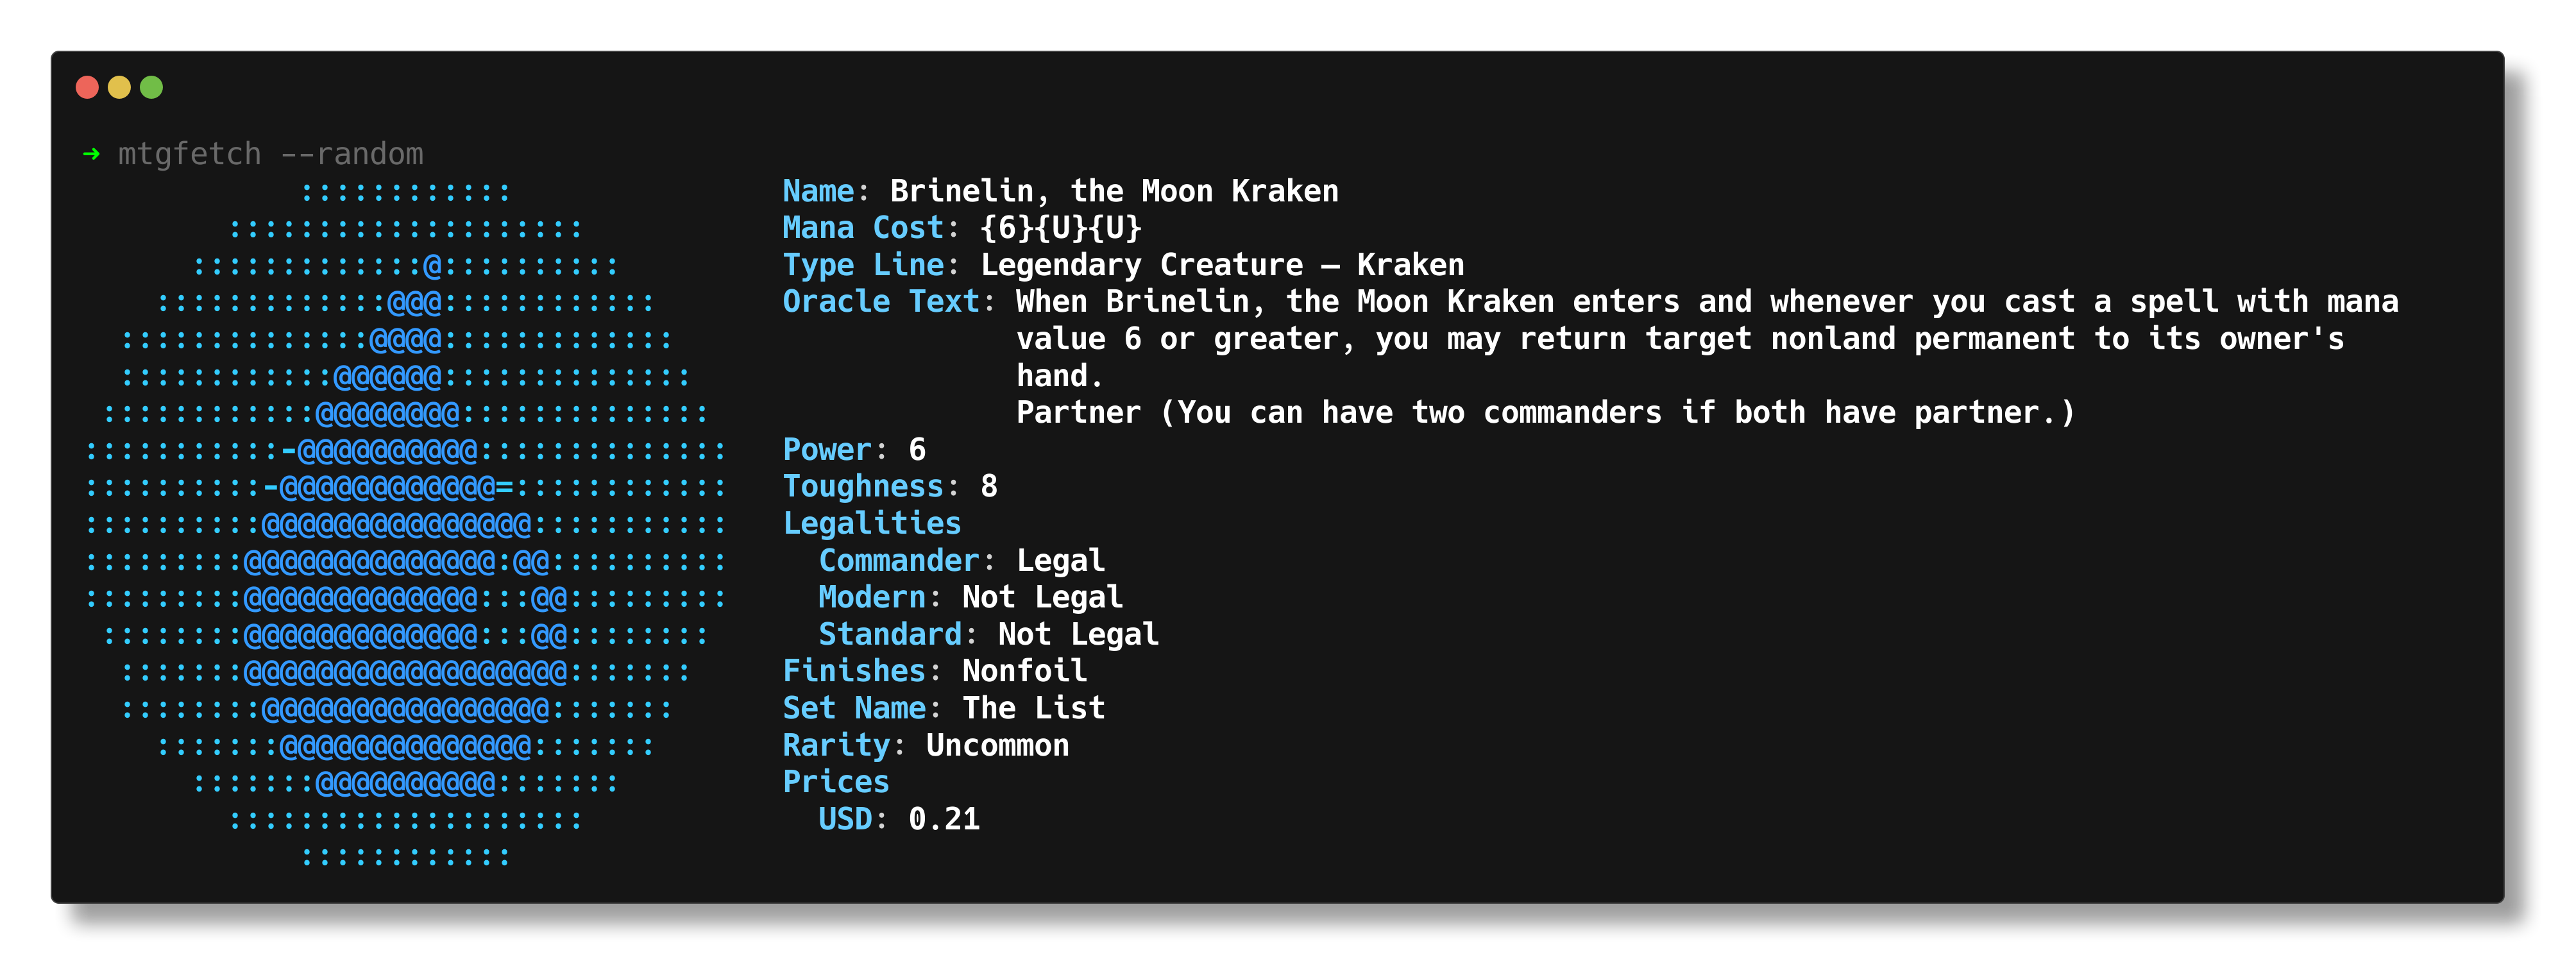 ➜ mtgfetch --random
Name: Brinelin, the Moon Kraken
Mana Cost: {6}{U}{U}
Type Line: Legendary Creature — Kraken
Oracle Text: When Brinelin, the Moon Kraken enters and whenever you cast a spell with mana
value 6 or greater, you may return target nonland permanent to its owner's
hand.
Partner (You can have two commanders if both have partner.)
Power: 6
Toughness: 8
Legalities
Commander: Legal
Modern: Not Legal
Standard: Not Legal
Finishes: Nonfoil
Set Name: The List
Rarity: Uncommon
Prices
USD: 0.21